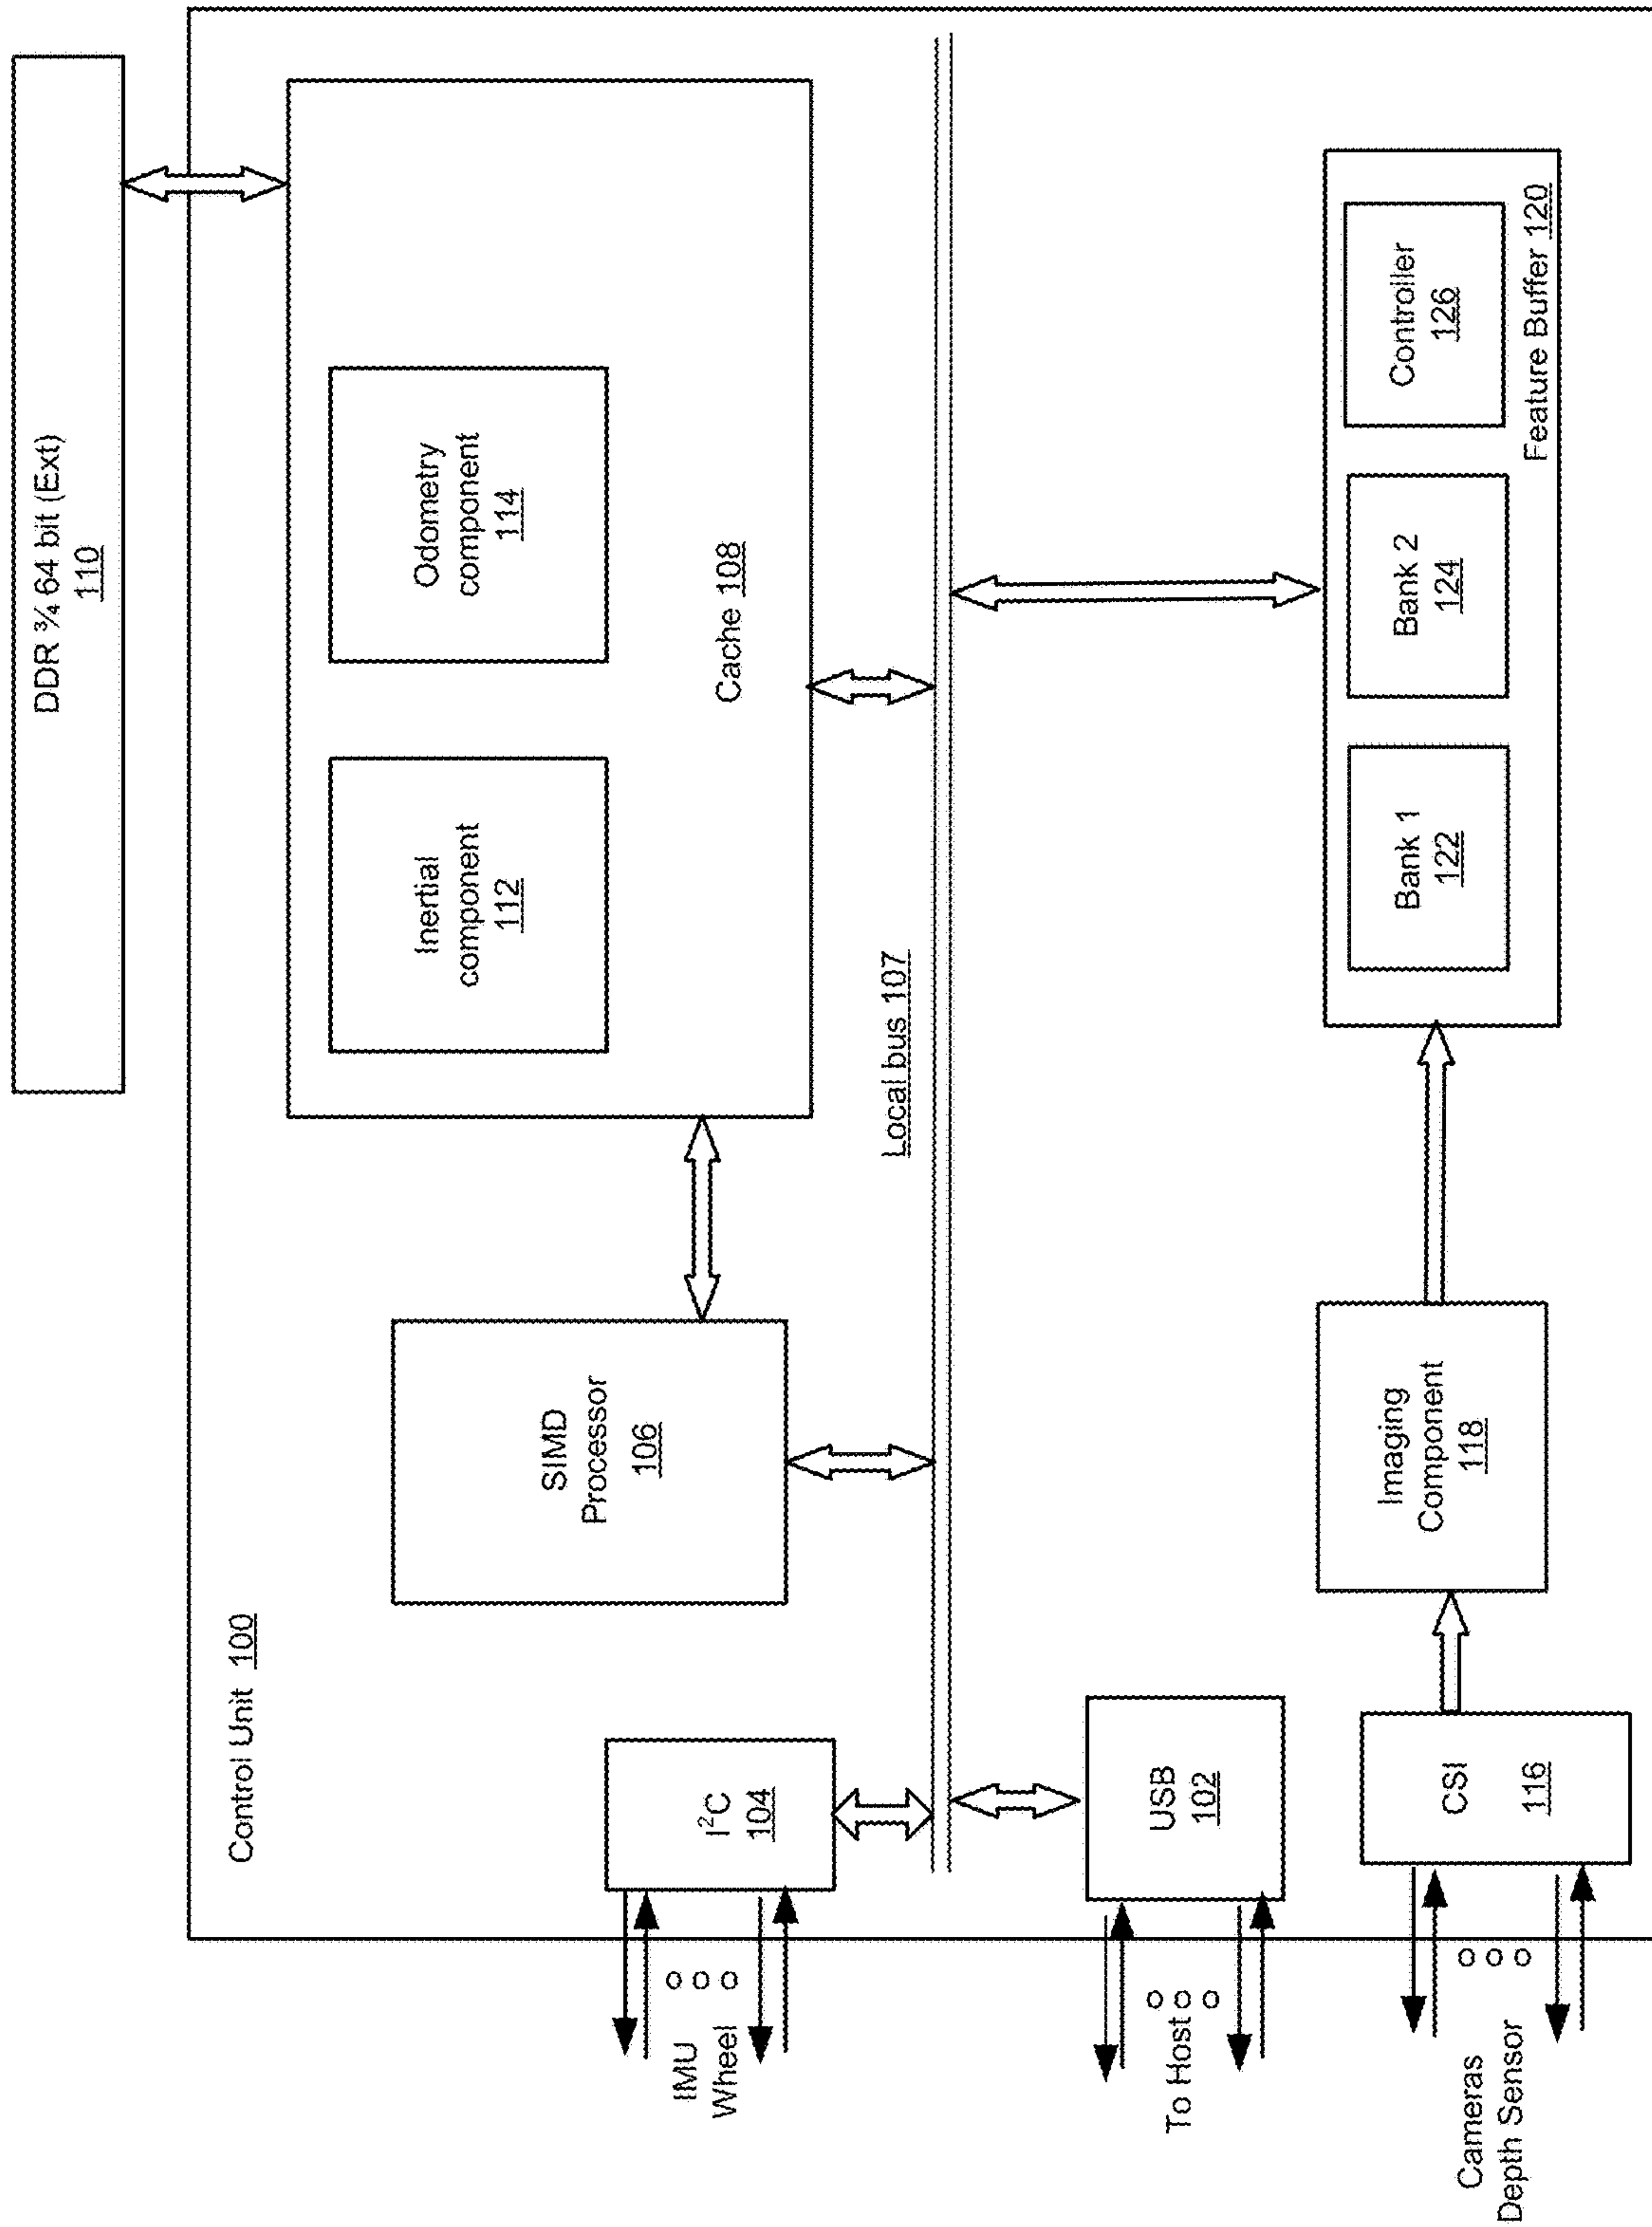 DDR ¾ 64 bit (Ext)
110
Control Unit 100
Inertial
component
112
Odometry
component
114
Cache 108
SIMD
Processor
106
I²C
104
IMU
Wheel
Local bus 107
USB
102
To Host
CSI
116
Cameras
Depth Sensor
Imaging
Component
118
Bank 1
122
Bank 2
124
Controller
126
Feature Buffer 120